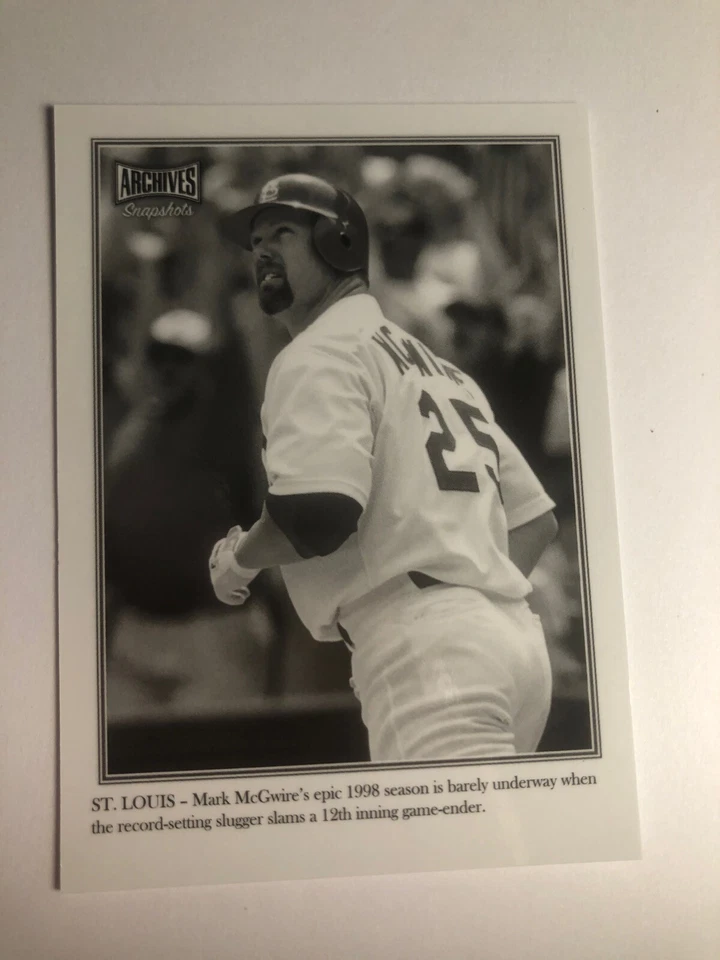 ARCHIVES
Snapshots
McGWIRE
25
ST. LOUIS – Mark McGwire's epic 1998 season is barely underway when
the record-setting slugger slams a 12th inning game-ender.